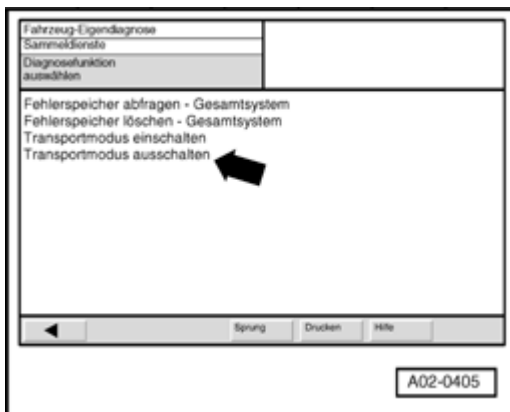 Fahrzeug-Eigendiagnose
Sammeldienste
Diagnosefunktion
auswählen
Fehlerspeicher abfragen - Gesamtsystem
Fehlerspeicher löschen - Gesamtsystem
Transportmodus einschalten
Transportmodus ausschalten
Sprung
Drucken
Hilfe
A02-0405